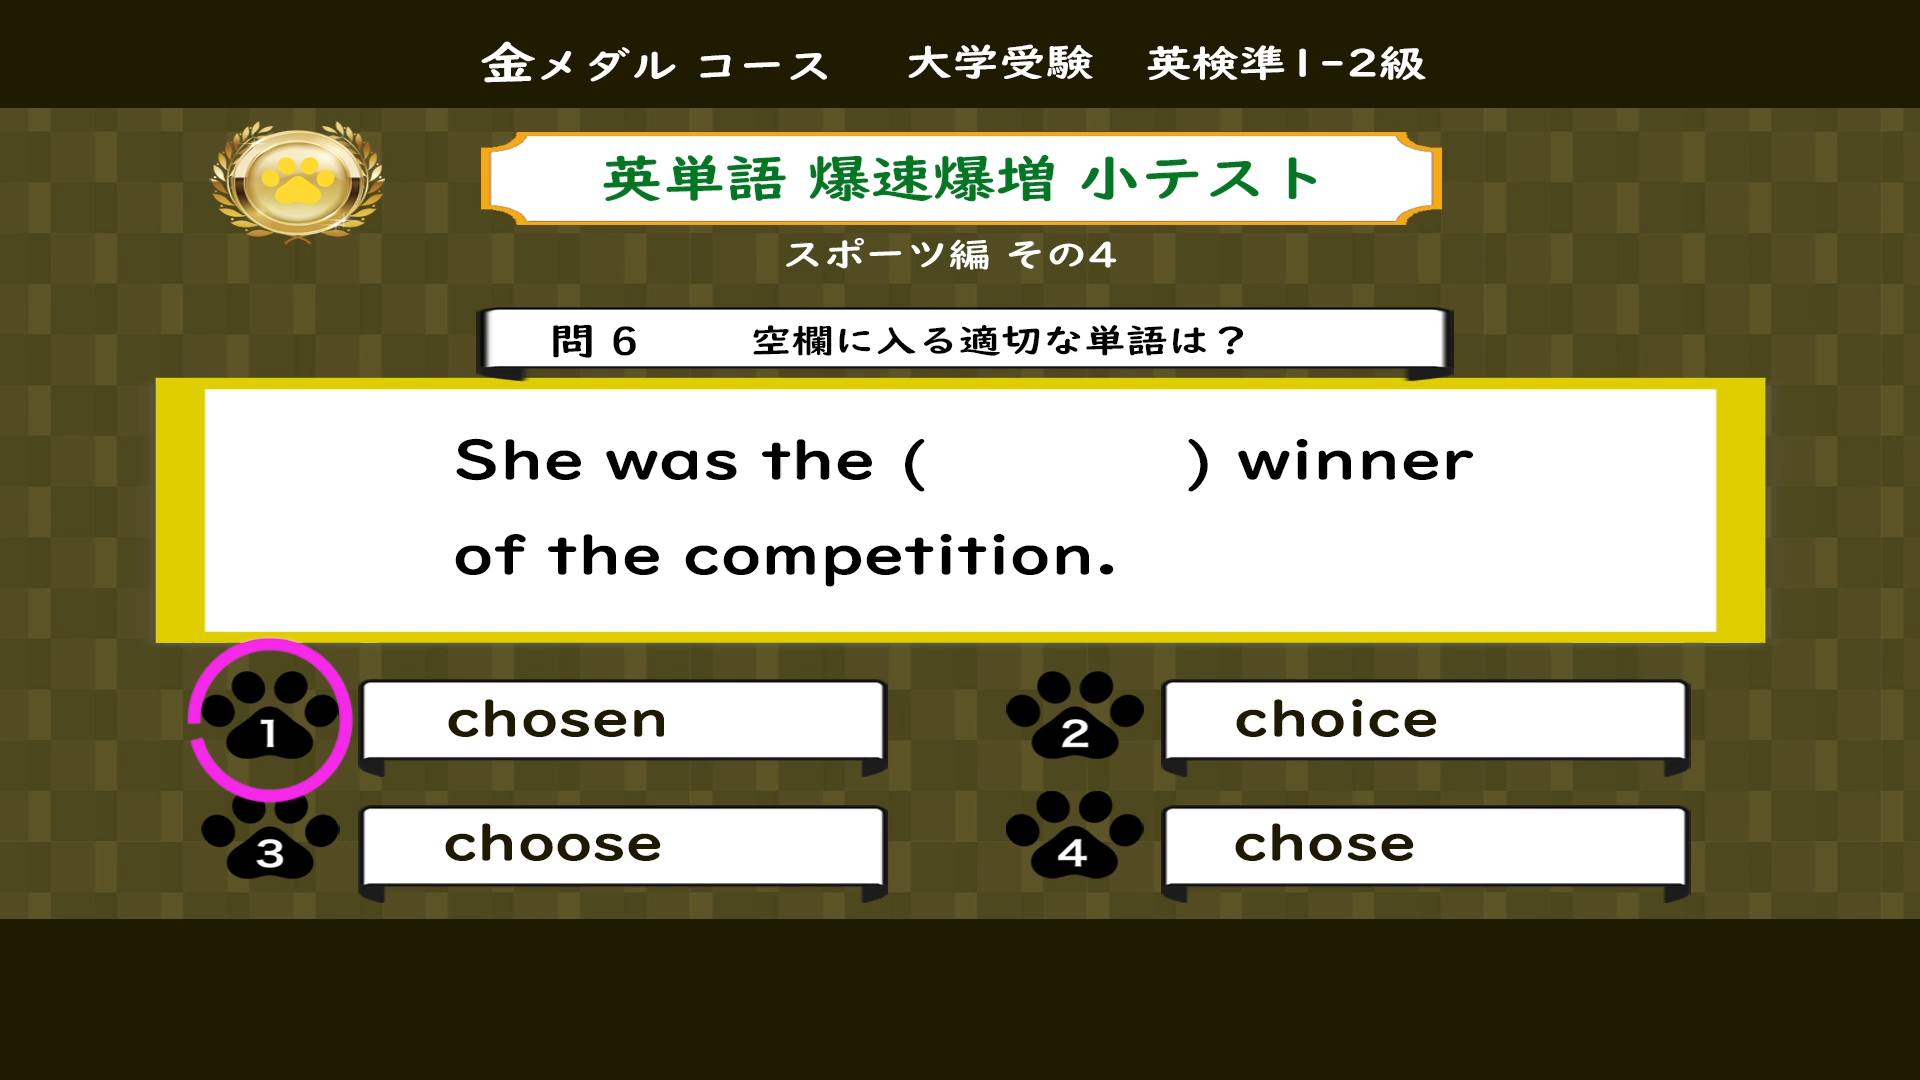 金メダル コース 大学受験 英検準1-2級
英単語 爆速爆増 小テスト
スポーツ編 その4
問 6 空欄に入る適切な単語は？
She was the ( ) winner
of the competition.
1 chosen
2 choice
3 choose
4 chose